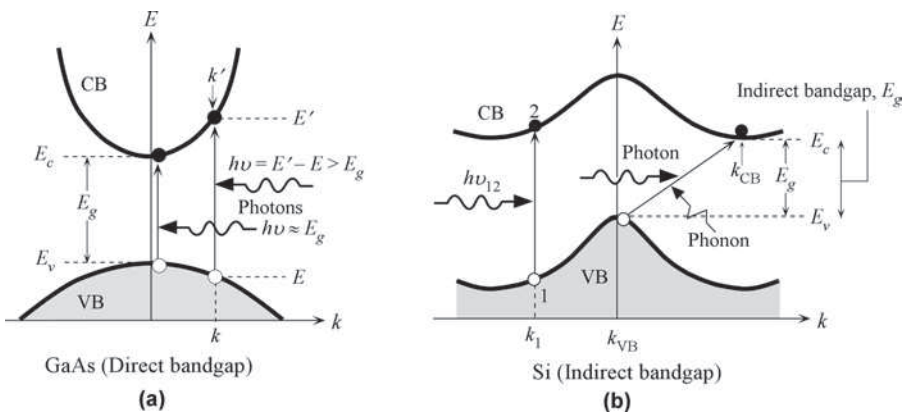 E
CB
k′
E′
E_c
hυ = E′ – E > E_g
E_g
Photons
hυ ≈ E_g
E_v
E
VB
k
k
GaAs (Direct bandgap)
(a)
E
Indirect bandgap, E_g
CB
2
E_c
Photon
k_CB
E_g
hυ_12
E_v
Phonon
VB
1
k
k_1
k_VB
Si (Indirect bandgap)
(b)